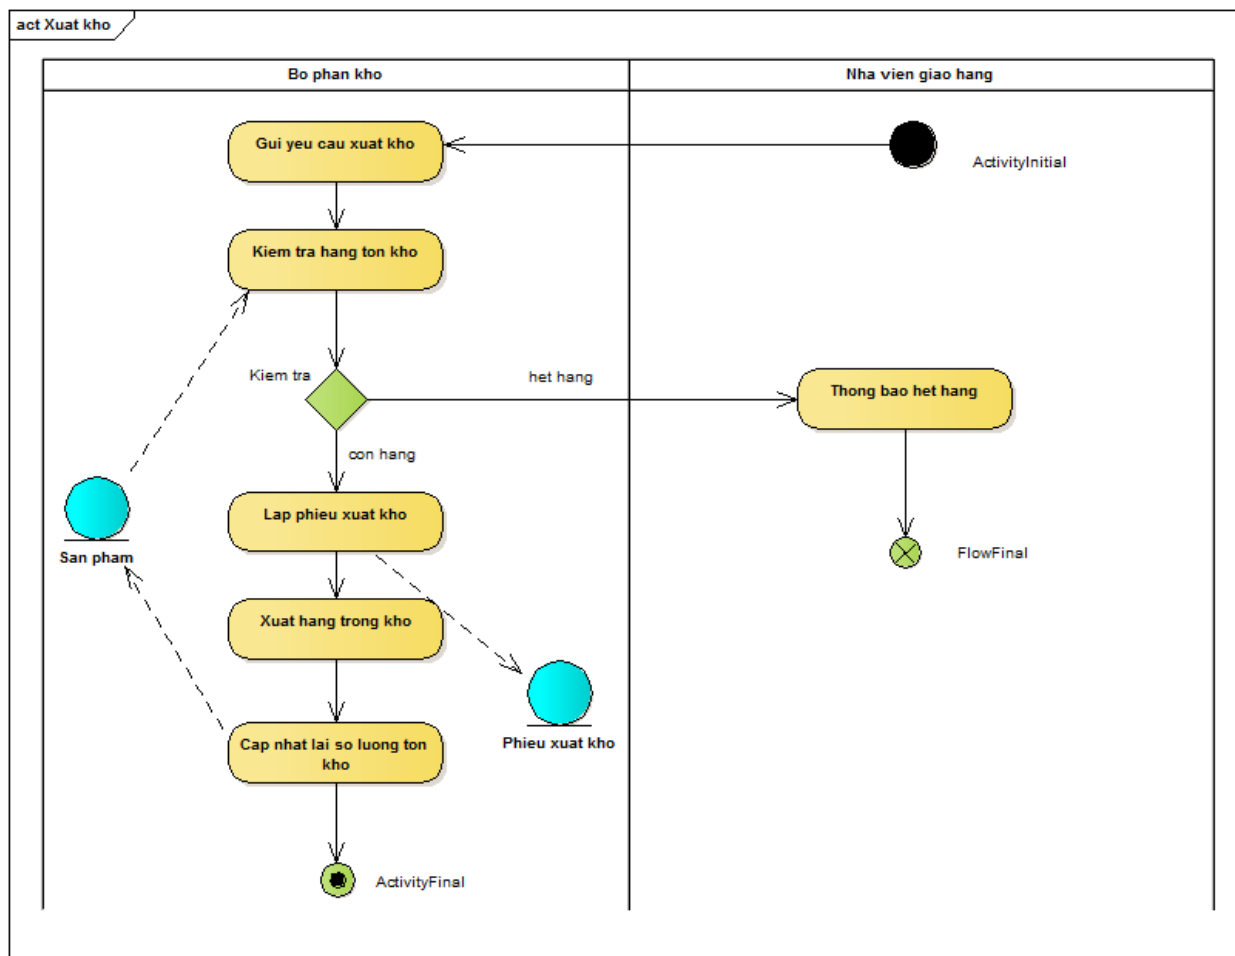 act Xuat kho
Bo phan kho
Nha vien giao hang
Gui yeu cau xuat kho
ActivityInitial
Kiem tra hang ton kho
Kiem tra
het hang
Thong bao het hang
con hang
Lap phieu xuat kho
San pham
FlowFinal
Xuat hang trong kho
Phieu xuat kho
Cap nhat lai so luong ton
kho
ActivityFinal